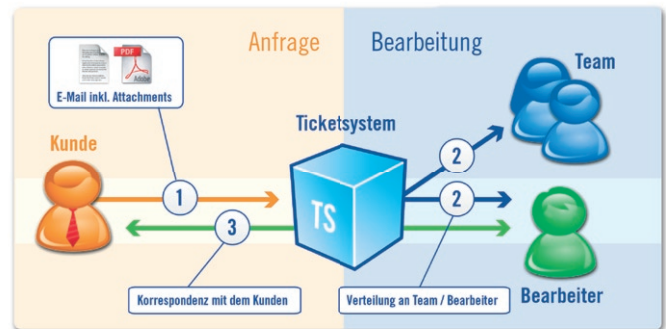 Anfrage
Bearbeitung
PDF
Adobe
E-Mail inkl. Attachments
Team
Ticketsystem
Kunde
2
1
TS
2
3
Korrespondenz mit dem Kunden
Verteilung an Team / Bearbeiter
Bearbeiter